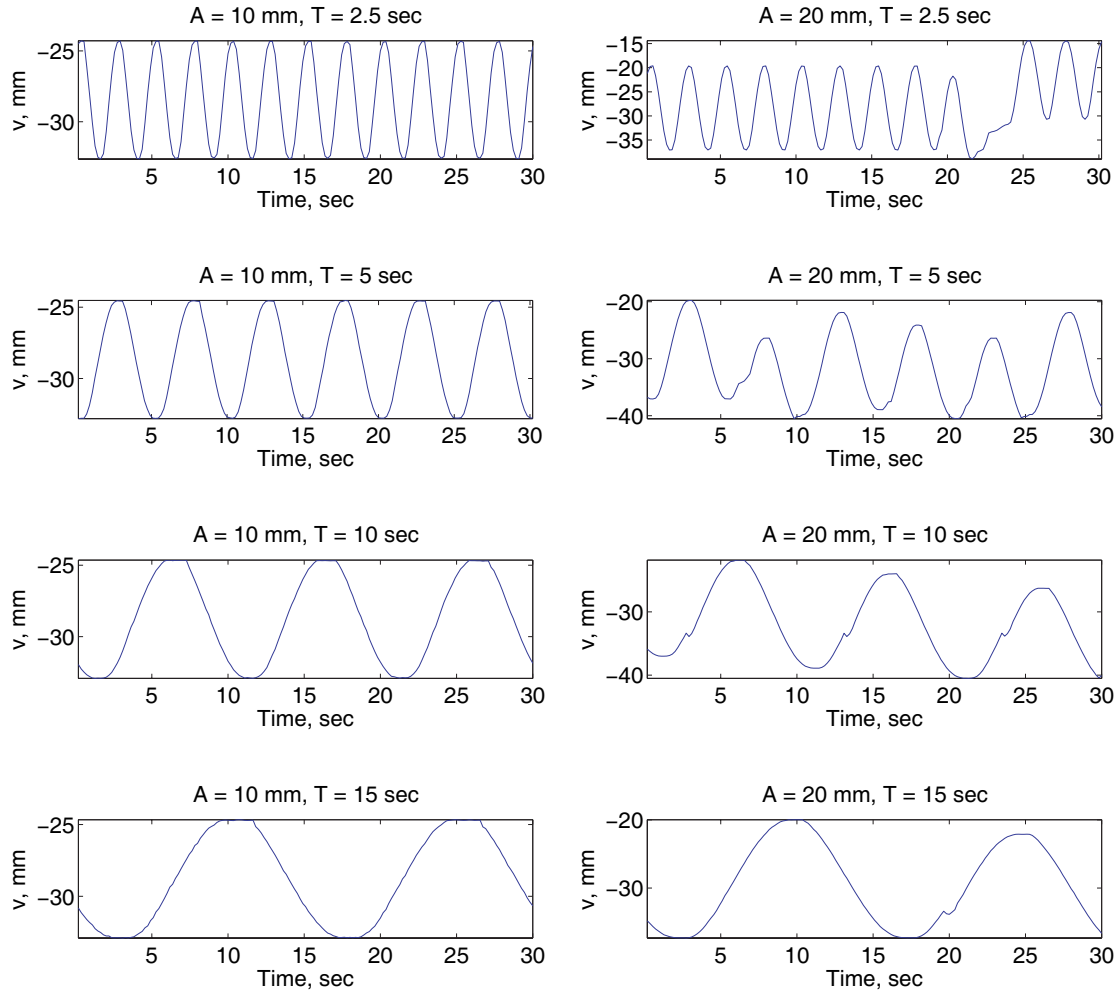 A = 10 mm, T = 2.5 sec
v, mm
−25
−30
5 10 15 20 25 30
Time, sec
A = 20 mm, T = 2.5 sec
v, mm
−15
−20
−25
−30
−35
5 10 15 20 25 30
Time, sec
A = 10 mm, T = 5 sec
v, mm
−25
−30
5 10 15 20 25 30
Time, sec
A = 20 mm, T = 5 sec
v, mm
−20
−30
−40
5 10 15 20 25 30
Time, sec
A = 10 mm, T = 10 sec
v, mm
−25
−30
5 10 15 20 25 30
Time, sec
A = 20 mm, T = 10 sec
v, mm
−30
−40
5 10 15 20 25 30
Time, sec
A = 10 mm, T = 15 sec
v, mm
−25
−30
5 10 15 20 25 30
Time, sec
A = 20 mm, T = 15 sec
v, mm
−20
−30
5 10 15 20 25 30
Time, sec